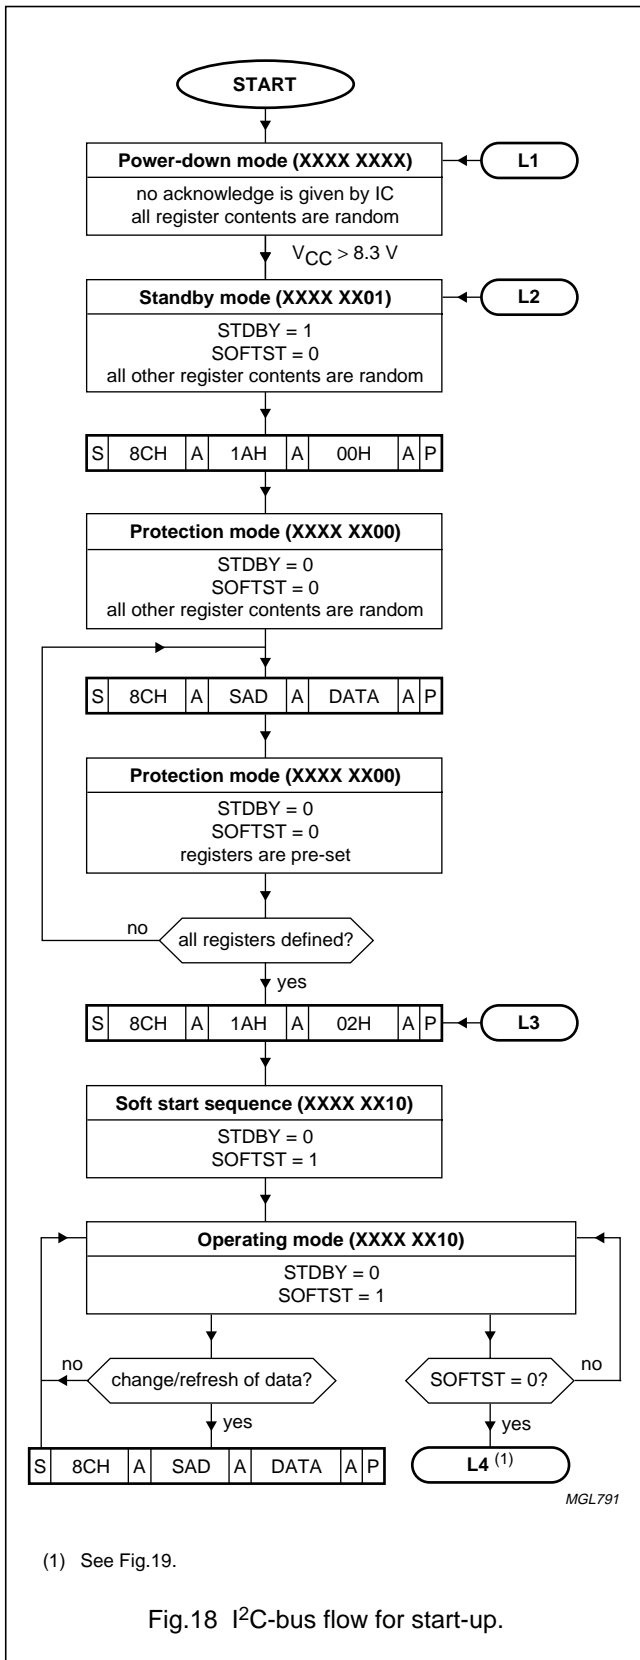 START
Power-down mode (XXXX XXXX)
L1
no acknowledge is given by IC
all register contents are random
VCC > 8.3 V
Standby mode (XXXX XX01)
L2
STDBY = 1
SOFTST = 0
all other register contents are random
S 8CH A 1AH A 00H A P
Protection mode (XXXX XX00)
STDBY = 0
SOFTST = 0
all other register contents are random
S 8CH A SAD A DATA A P
Protection mode (XXXX XX00)
STDBY = 0
SOFTST = 0
registers are pre-set
no
all registers defined?
yes
S 8CH A 1AH A 02H A P
L3
Soft start sequence (XXXX XX10)
STDBY = 0
SOFTST = 1
Operating mode (XXXX XX10)
STDBY = 0
SOFTST = 1
no
change/refresh of data?
SOFTST = 0?
no
yes
yes
S 8CH A SAD A DATA A P
L4 (1)
MGL791
(1) See Fig.19.
Fig.18 I²C-bus flow for start-up.